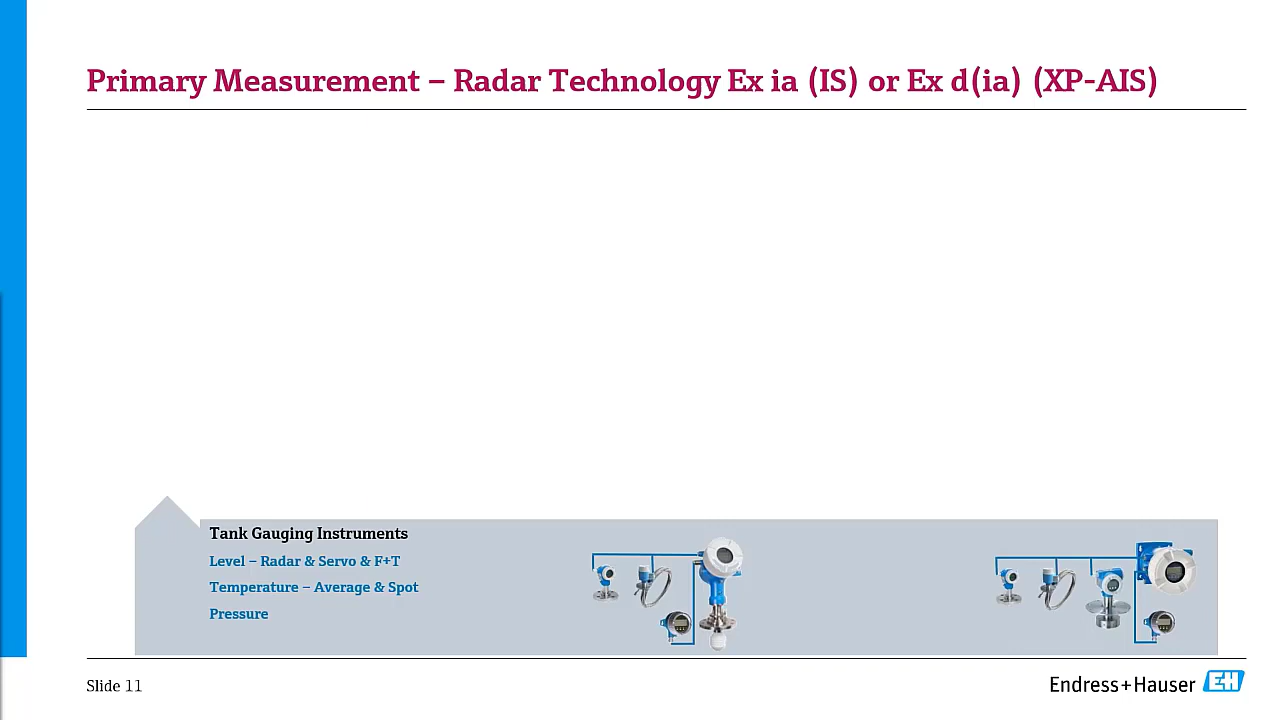 Primary Measurement – Radar Technology Ex ia (IS) or Ex d(ia) (XP-AIS)
Tank Gauging Instruments
Level – Radar & Servo & F+T
Temperature – Average & Spot
Pressure
Slide 11
Endress+Hauser EH